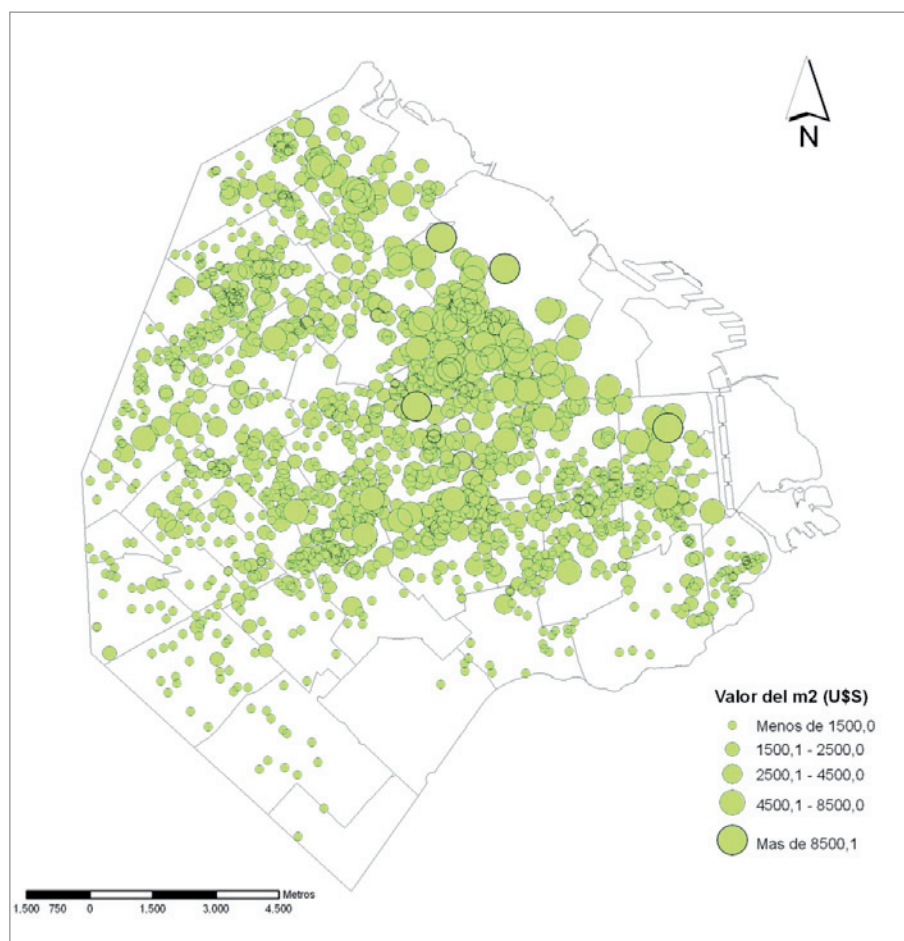 N
Valor del m2 (U$S)
Menos de 1500,0
1500,1 - 2500,0
2500,1 - 4500,0
4500,1 - 8500,0
Mas de 8500,1
Metros
1.500 750 0 1.500 3.000 4.500